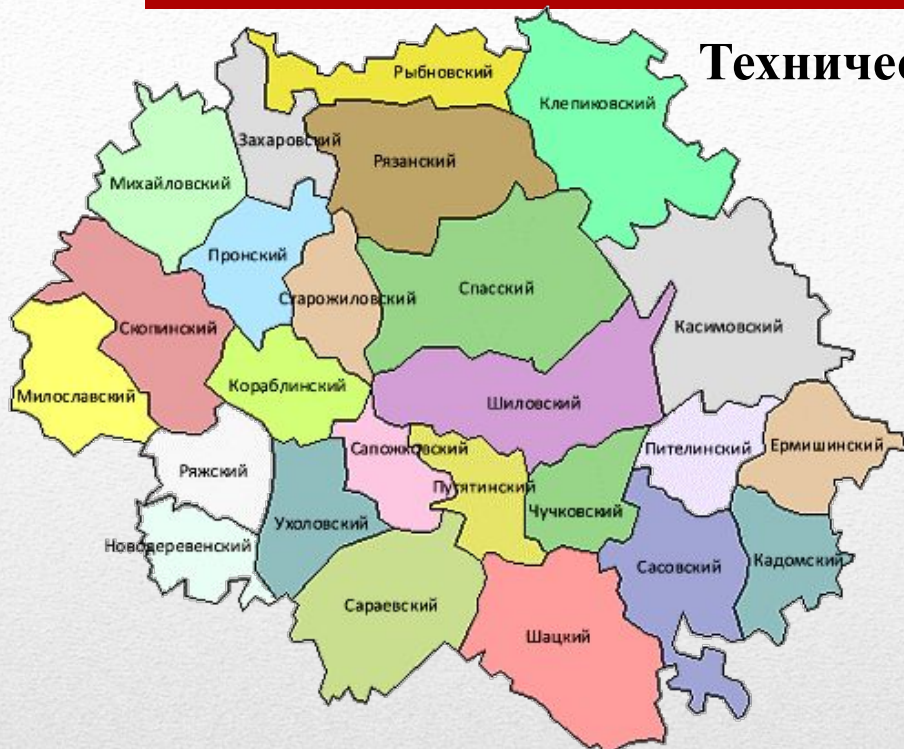 Техничес
Рыбновский
Клепиковский
Захаровский
Рязанский
Михайловский
Пронский
Спасский
Старожиловский
Скопинский
Касимовский
Кораблинский
Милославский
Шиловский
Сапожковский
Пителинский
Ермишинский
Ряжский
Путятинский
Чучковский
Ухоловский
Новодеревенский
Сасовский
Кадомский
Сараевский
Шацкий